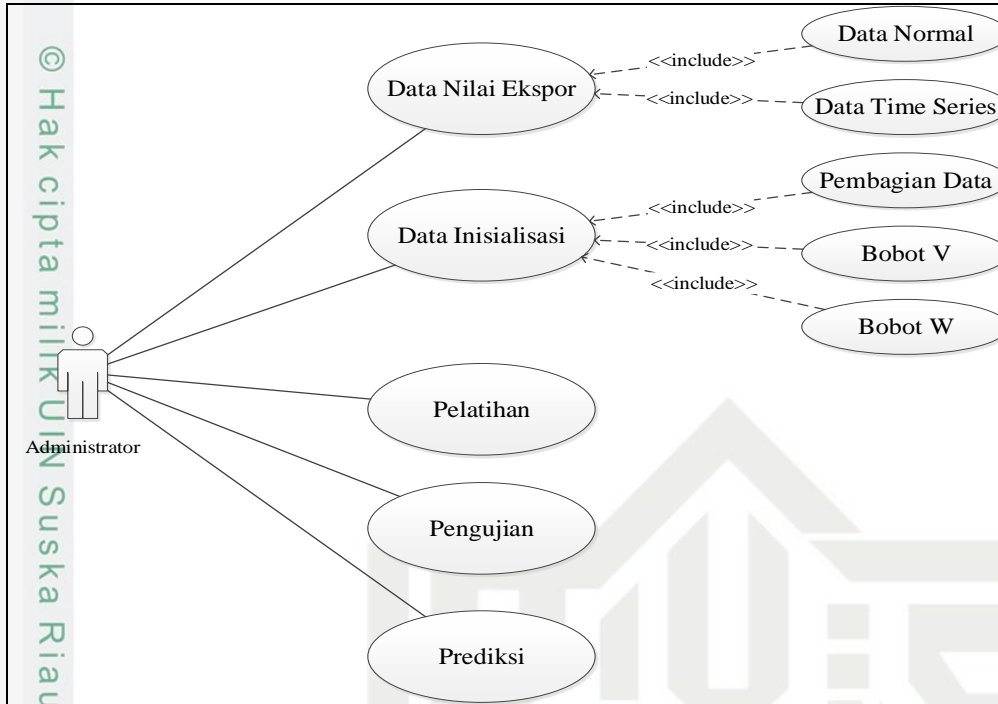 Data Normal
<<include>>
Data Nilai Ekspor
<<include>>
Data Time Series
Pembagian Data
<<include>>
Data Inisialisasi
<<include>>
Bobot V
<<include>>
Bobot W
Pelatihan
Administrator
Pengujian
Prediksi
© Hak cipta milik UIN Suska Riau